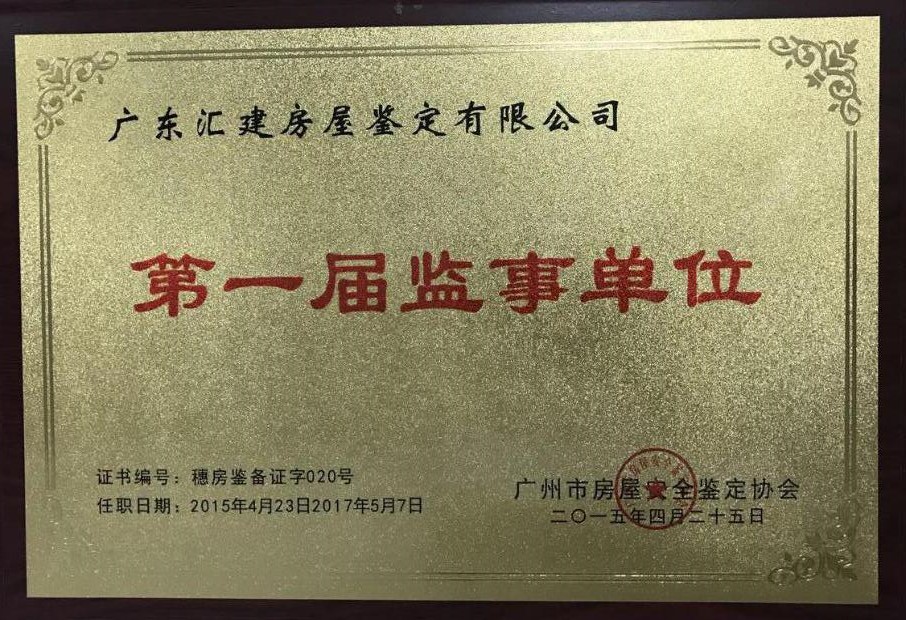 广东汇建房屋鉴定有限公司
第一届监事单位
证书编号：穗房鉴备证字020号
任职日期：2015年4月23日2017年5月7日
广州市房屋安全鉴定协会
二〇一五年四月二十五日